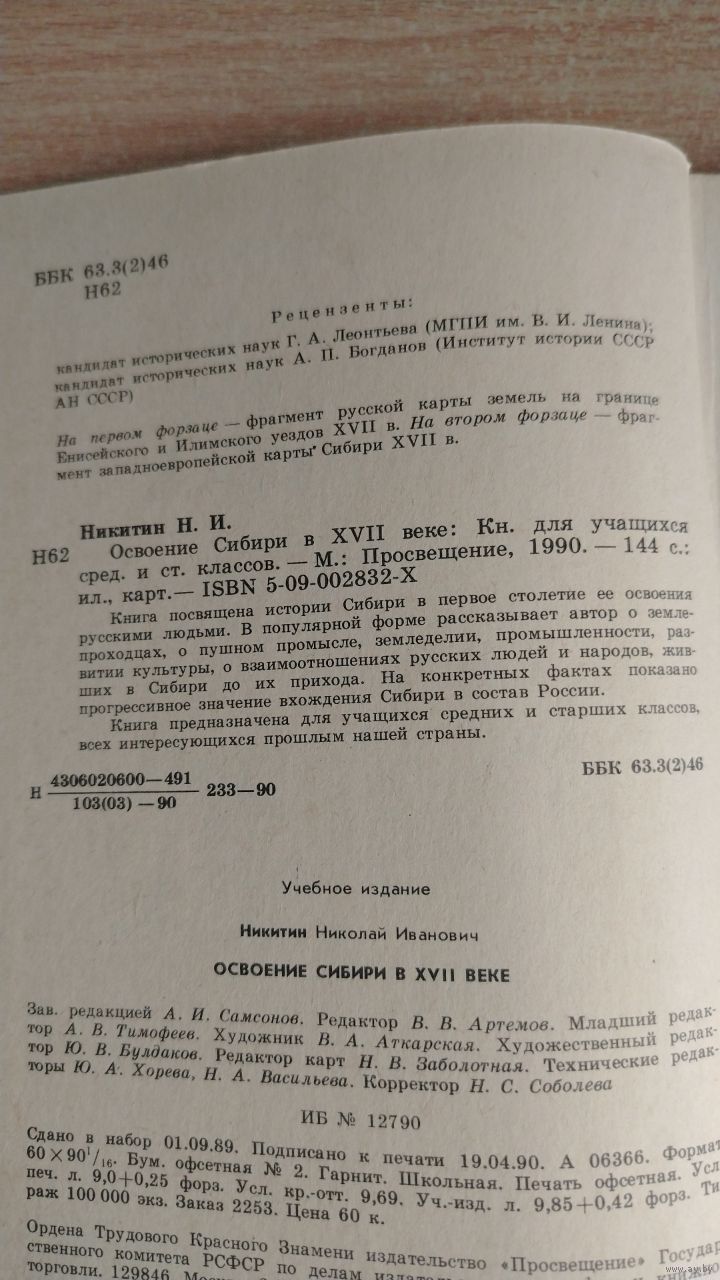 ББК 63.3(2)46
Н62
Рецензенты:
кандидат исторических наук Г. А. Леонтьева (МГПИ им. В. И. Ленина);
кандидат исторических наук А. П. Богданов (Институт истории СССР
АН СССР)
На первом форзаце — фрагмент русской карты земель на границе
Енисейского и Илимского уездов XVII в. На втором форзаце — фраг-
мент западноевропейской карты Сибири XVII в.
Никитин Н. И.
Н62 Освоение Сибири в XVII веке: Кн. для учащихся
сред. и ст. классов. — М.: Просвещение, 1990. — 144 с.:
ил., карт.— ISBN 5-09-002832-X
Книга посвящена истории Сибири в первое столетие ее освоения
русскими людьми. В популярной форме рассказывает автор о земле-
проходцах, о пушном промысле, земледелии, промышленности, раз-
витии культуры, о взаимоотношениях русских людей и народов, жив-
ших в Сибири до их прихода. На конкретных фактах показано
прогрессивное значение вхождения Сибири в состав России.
Книга предназначена для учащихся средних и старших классов,
всех интересующихся прошлым нашей страны.
Н 4306020600—491
103(03) —90 233—90
ББК 63.3(2)46
Учебное издание
Никитин Николай Иванович
ОСВОЕНИЕ СИБИРИ В XVII ВЕКЕ
Зав. редакцией А. И. Самсонов. Редактор В. В. Артемов. Младший редак-
тор А. В. Тимофеев. Художник В. А. Аткарская. Художественный редак-
тор Ю. В. Булдаков. Редактор карт Н. В. Заболотная. Технические редак-
торы Ю. А. Хорева, Н. А. Васильева. Корректор Н. С. Соболева
ИБ № 12790
Сдано в набор 01.09.89. Подписано к печати 19.04.90. А 06366. Формат
60×90¹/₁₆. Бум. офсетная № 2. Гарнит. Школьная. Печать офсетная. Усл.
печ. л. 9,0+0,25 форз. Усл. кр.-отт. 9,69. Уч.-изд. л. 9,85+0,42 форз. Ти-
раж 100 000 экз. Заказ 2253. Цена 60 к.
Ордена Трудового Красного Знамени издательство «Просвещение» Государ-
ственного комитета РСФСР по делам издательств, книжной
торговли. 129846, Москва,
www.ay.by